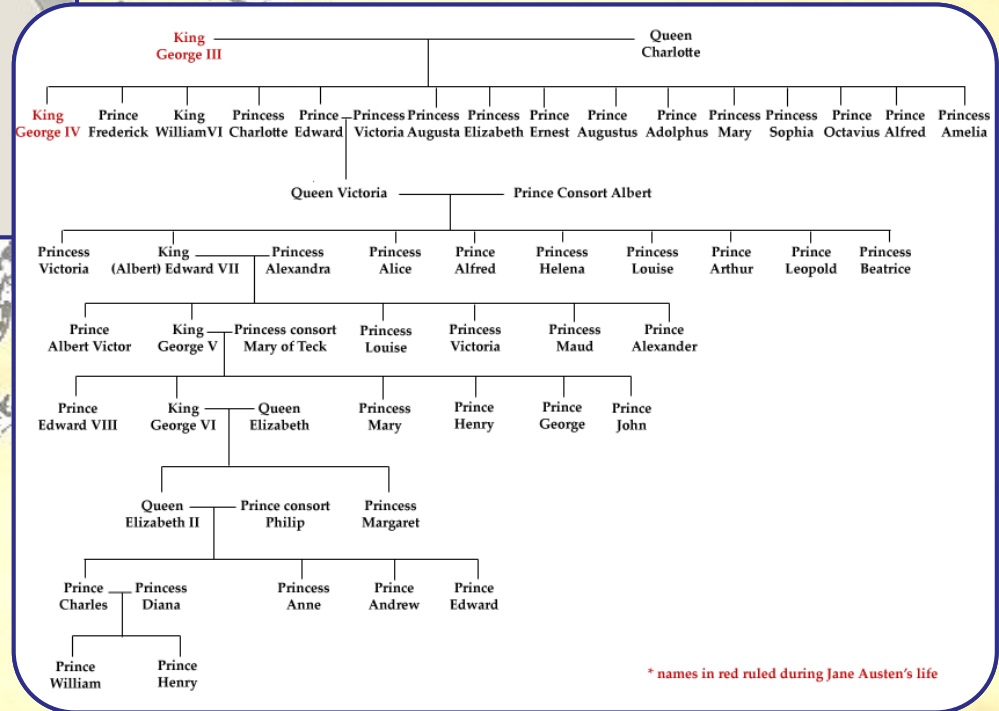 King
George III
Queen
Charlotte
King
George IV
Prince
Frederick
King
WilliamVI
Princess
Charlotte
Prince
Edward
Princess
Victoria
Princess
Augusta
Princess
Elizabeth
Prince
Ernest
Prince
Augustus
Prince
Adolphus
Princess
Mary
Princess
Sophia
Prince
Octavius
Prince
Alfred
Princess
Amelia
Queen Victoria
Prince Consort Albert
Princess
Victoria
King
(Albert) Edward VII
Princess
Alexandra
Princess
Alice
Prince
Alfred
Princess
Helena
Princess
Louise
Prince
Arthur
Prince
Leopold
Princess
Beatrice
Prince
Albert Victor
King
George V
Princess consort
Mary of Teck
Princess
Louise
Princess
Victoria
Princess
Maud
Prince
Alexander
Prince
Edward VIII
King
George VI
Queen
Elizabeth
Princess
Mary
Prince
Henry
Prince
George
Prince
John
Queen
Elizabeth II
Prince consort
Philip
Princess
Margaret
Prince
Charles
Princess
Diana
Princess
Anne
Prince
Andrew
Prince
Edward
Prince
William
Prince
Henry
* names in red ruled during Jane Austen's life